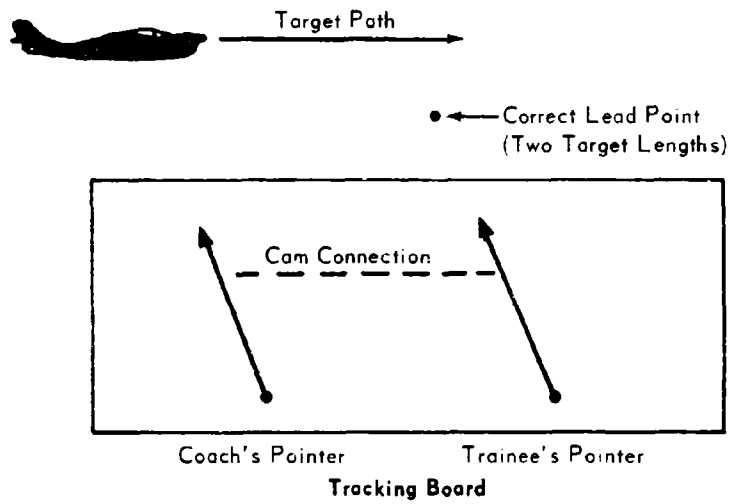 Target Path
Correct Lead Point
(Two Target Lengths)
Cam Connection
Coach's Pointer
Trainee's Pointer
Tracking Board